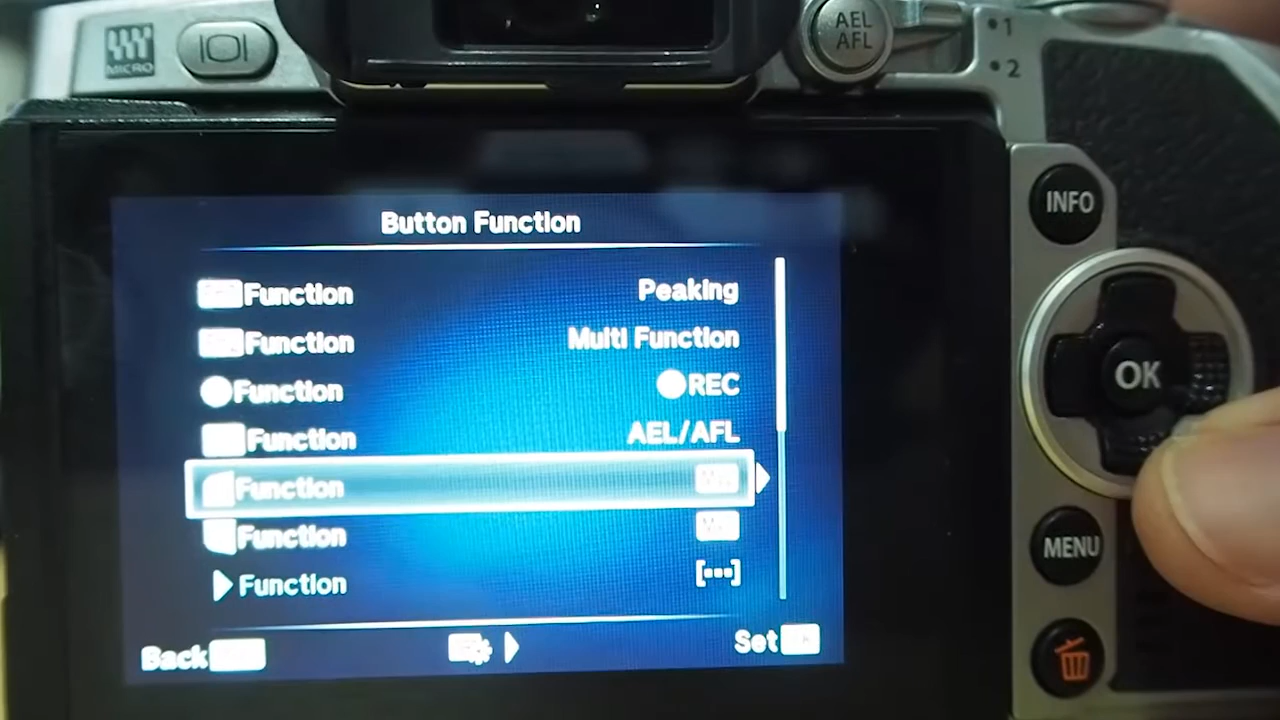 MICRO
AEL
AFL
1
2
INFO
Button Function
Function Peaking
Function Multi Function
Function REC
Function AEL/AFL
Function
Function
Function [•••]
OK
MENU
Back
Set